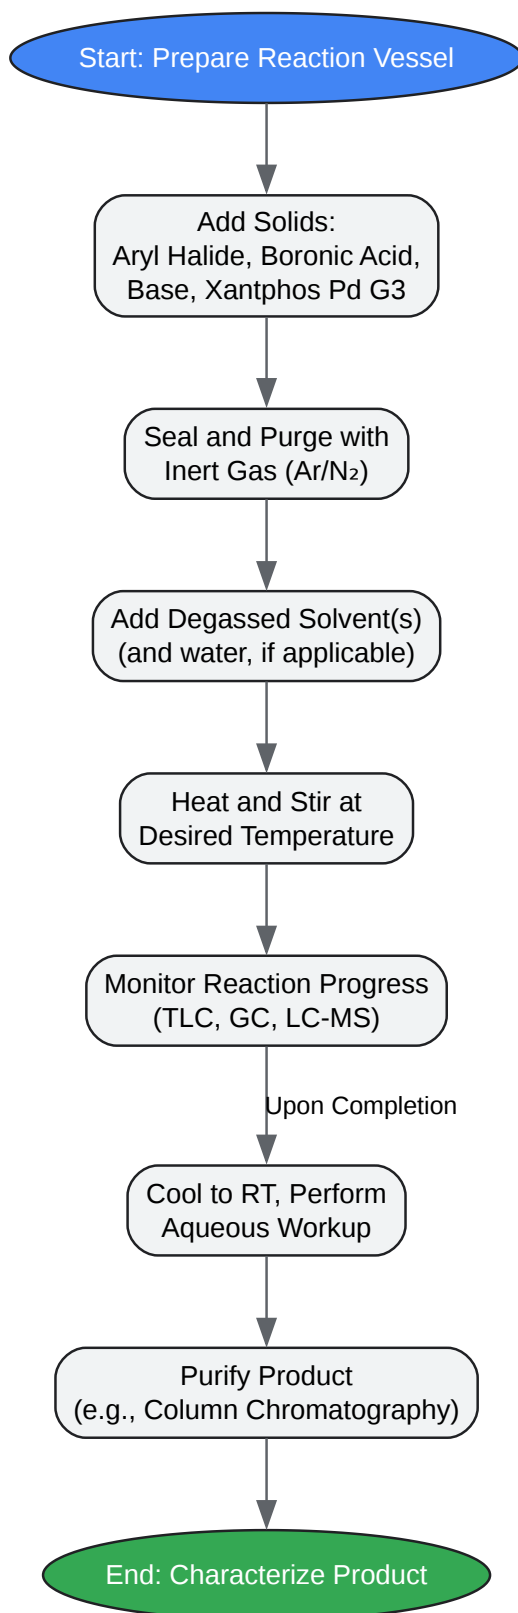 Start: Prepare Reaction Vessel
Add Solids:
Aryl Halide, Boronic Acid,
Base, Xantphos Pd G3
Seal and Purge with
Inert Gas (Ar/N₂)
Add Degassed Solvent(s)
(and water, if applicable)
Heat and Stir at
Desired Temperature
Monitor Reaction Progress
(TLC, GC, LC-MS)
Upon Completion
Cool to RT, Perform
Aqueous Workup
Purify Product
(e.g., Column Chromatography)
End: Characterize Product